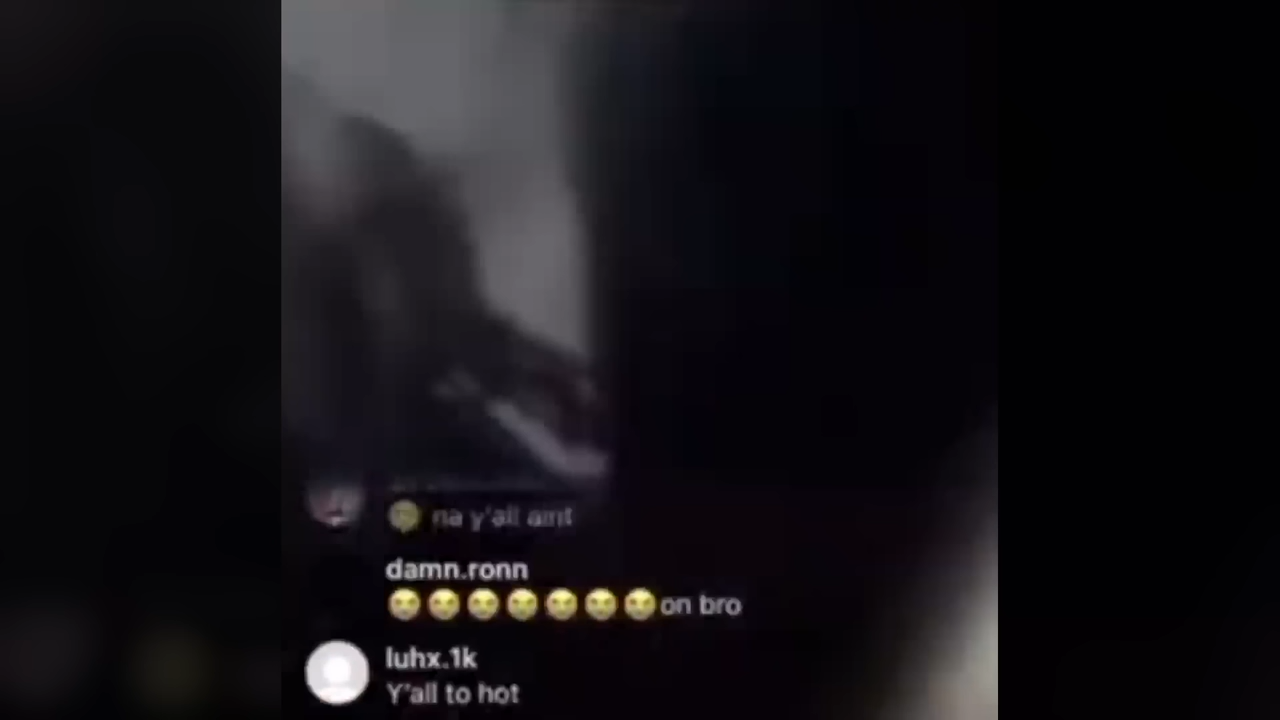 na y'all aint
damn.ronn
😭😭😭😭😭😭😭on bro
luhx.1k
Y'all to hot